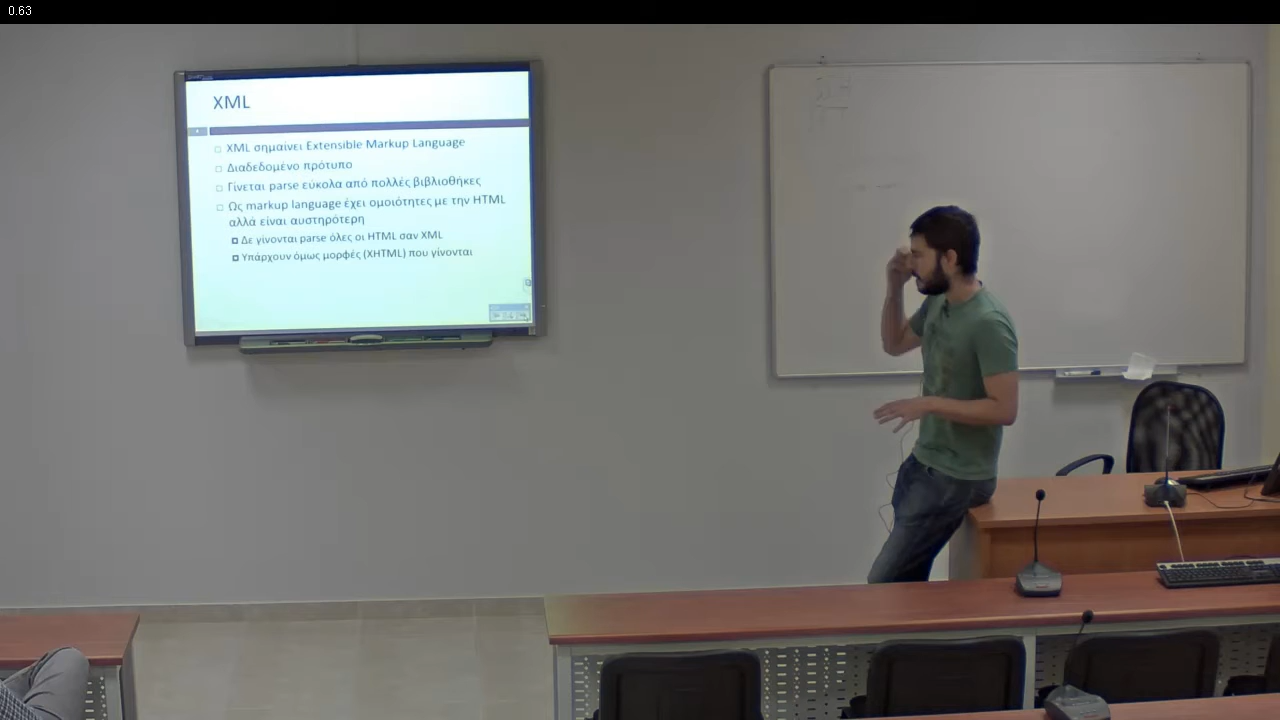 0.63
XML
XML σημαίνει Extensible Markup Language
Διαδεδομένο πρότυπο
Γίνεται parse εύκολα από πολλές βιβλιοθήκες
Ως markup language έχει ομοιότητες με την HTML
αλλά είναι αυστηρότερη
Δε γίνονται parse όλες οι HTML σαν XML
Υπάρχουν όμως μορφές (XHTML) που γίνονται